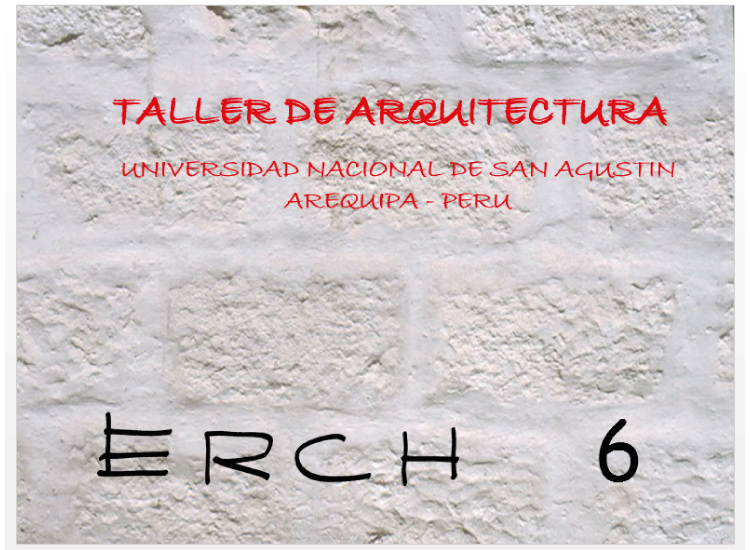 TALLER DE ARQUITECTURA
UNIVERSIDAD NACIONAL DE SAN AGUSTIN
AREQUIPA - PERU
ERCH 6